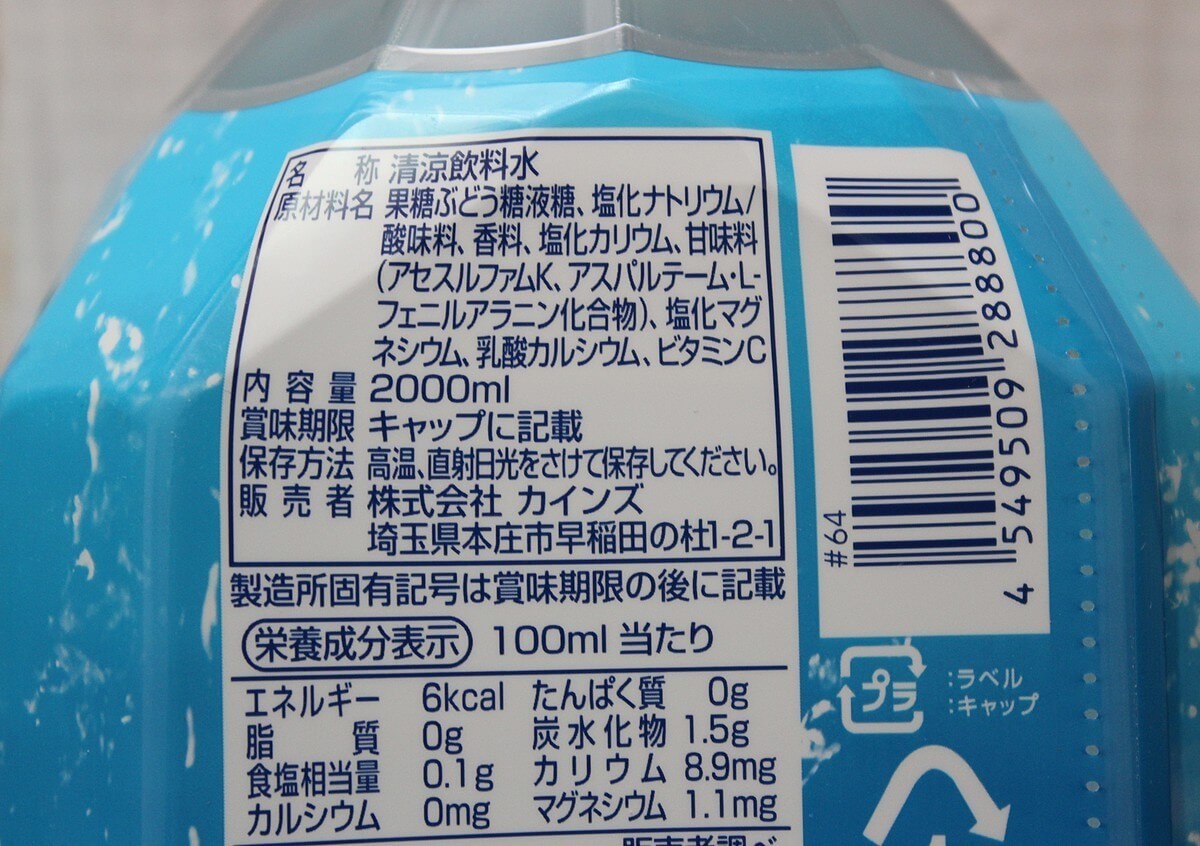 名 称 清涼飲料水
原材料名 果糖ぶどう糖液糖、塩化ナトリウム/
酸味料、香料、塩化カリウム、甘味料
(アセスルファムK、アスパルテーム・L-
フェニルアラニン化合物)、塩化マグ
ネシウム、乳酸カルシウム、ビタミンC
内容量 2000ml
賞味期限 キャップに記載
保存方法 高温、直射日光をさけて保存してください。
販売者 株式会社 カインズ
埼玉県本庄市早稲田の杜1-2-1
製造所固有記号は賞味期限の後に記載
栄養成分表示 100ml 当たり
エネルギー 6kcal たんぱく質 0g
脂質 0g 炭水化物 1.5g
食塩相当量 0.1g カリウム 8.9mg
カルシウム 0mg マグネシウム 1.1mg
販売者調べ
#64
4 549509 288800
プラ
:ラベル
:キャップ
1